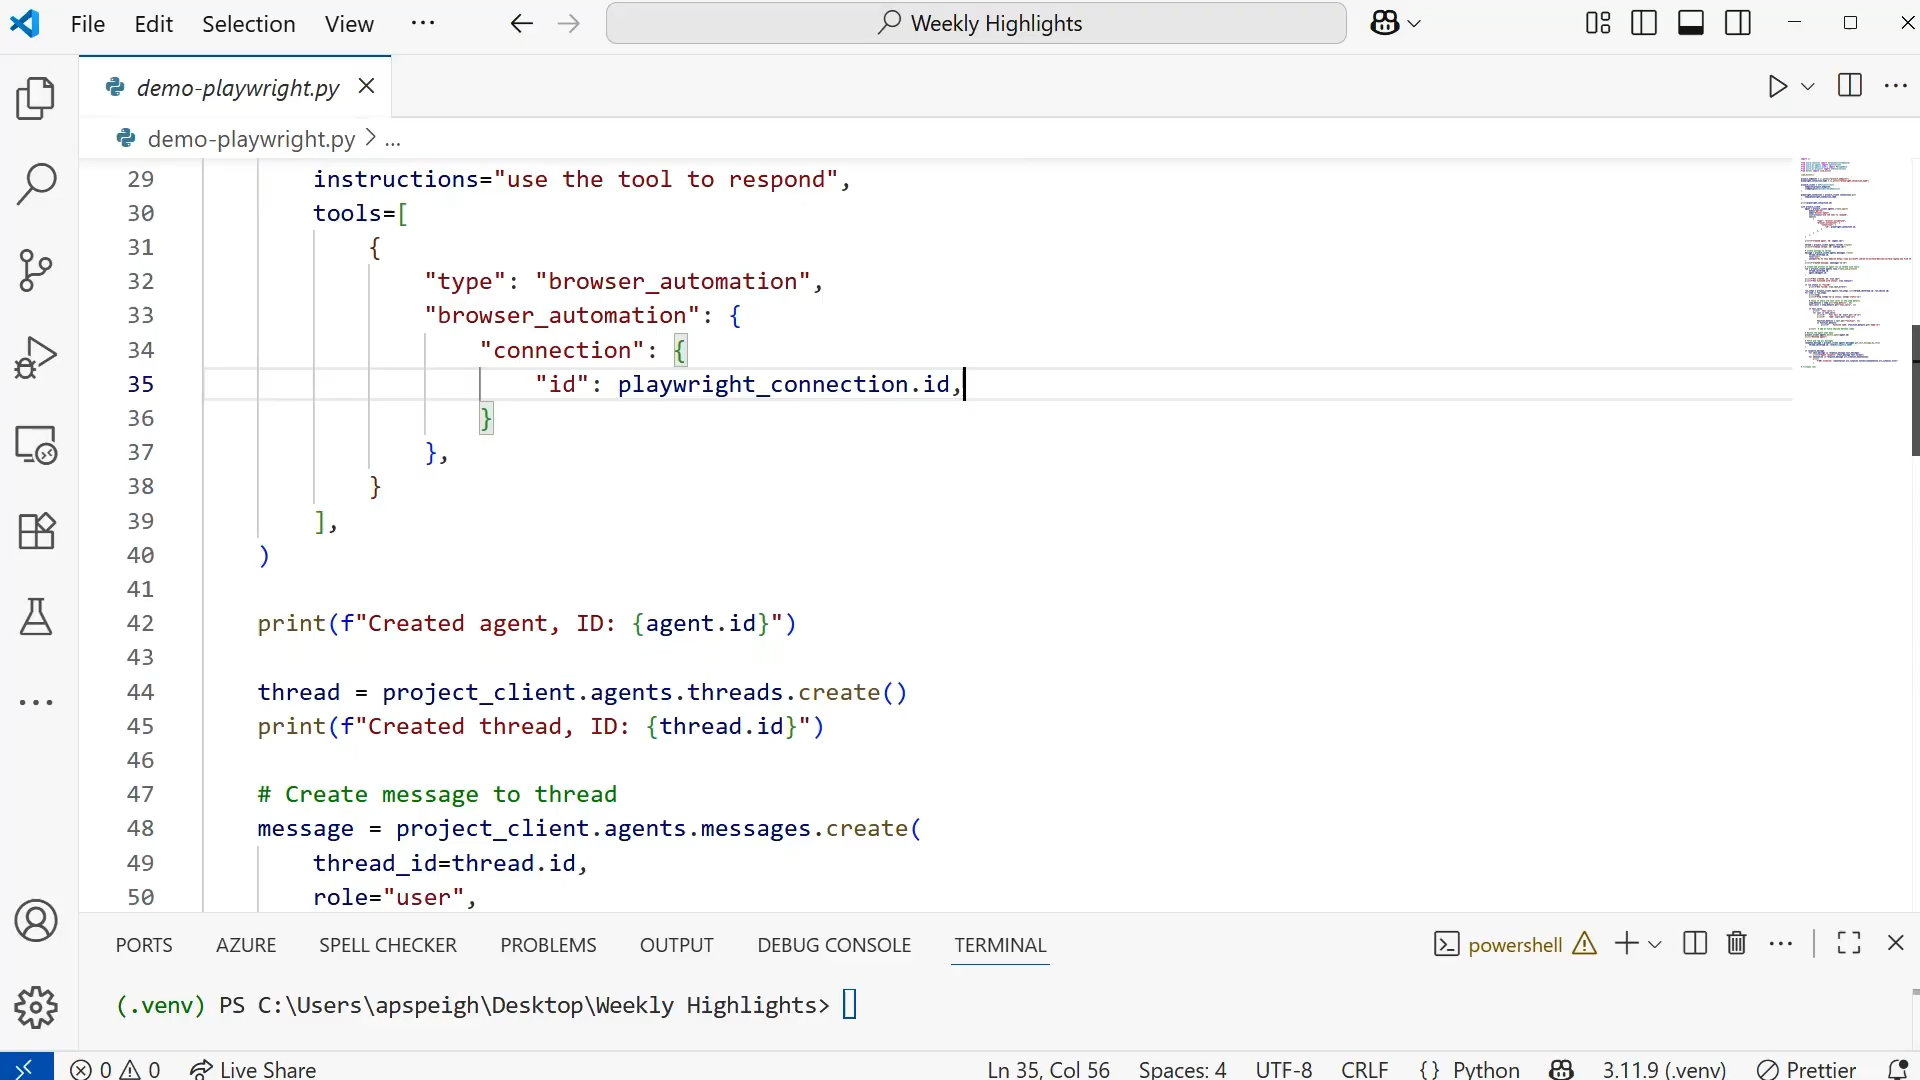 File Edit Selection View ··· Weekly Highlights
demo-playwright.py
demo-playwright.py > ...
29 instructions="use the tool to respond",
30 tools=[
31 {
32 "type": "browser_automation",
33 "browser_automation": {
34 "connection": {
35 "id": playwright_connection.id,
36 }
37 },
38 }
39 ],
40 )
41
42 print(f"Created agent, ID: {agent.id}")
43
44 thread = project_client.agents.threads.create()
45 print(f"Created thread, ID: {thread.id}")
46
47 # Create message to thread
48 message = project_client.agents.messages.create(
49 thread_id=thread.id,
50 role="user",
PORTS AZURE SPELL CHECKER PROBLEMS OUTPUT DEBUG CONSOLE TERMINAL powershell
(.venv) PS C:\Users\apspeigh\Desktop\Weekly Highlights>
0 0 Live Share Ln 35, Col 56 Spaces: 4 UTF-8 CRLF {} Python 3.11.9 (.venv) Prettier